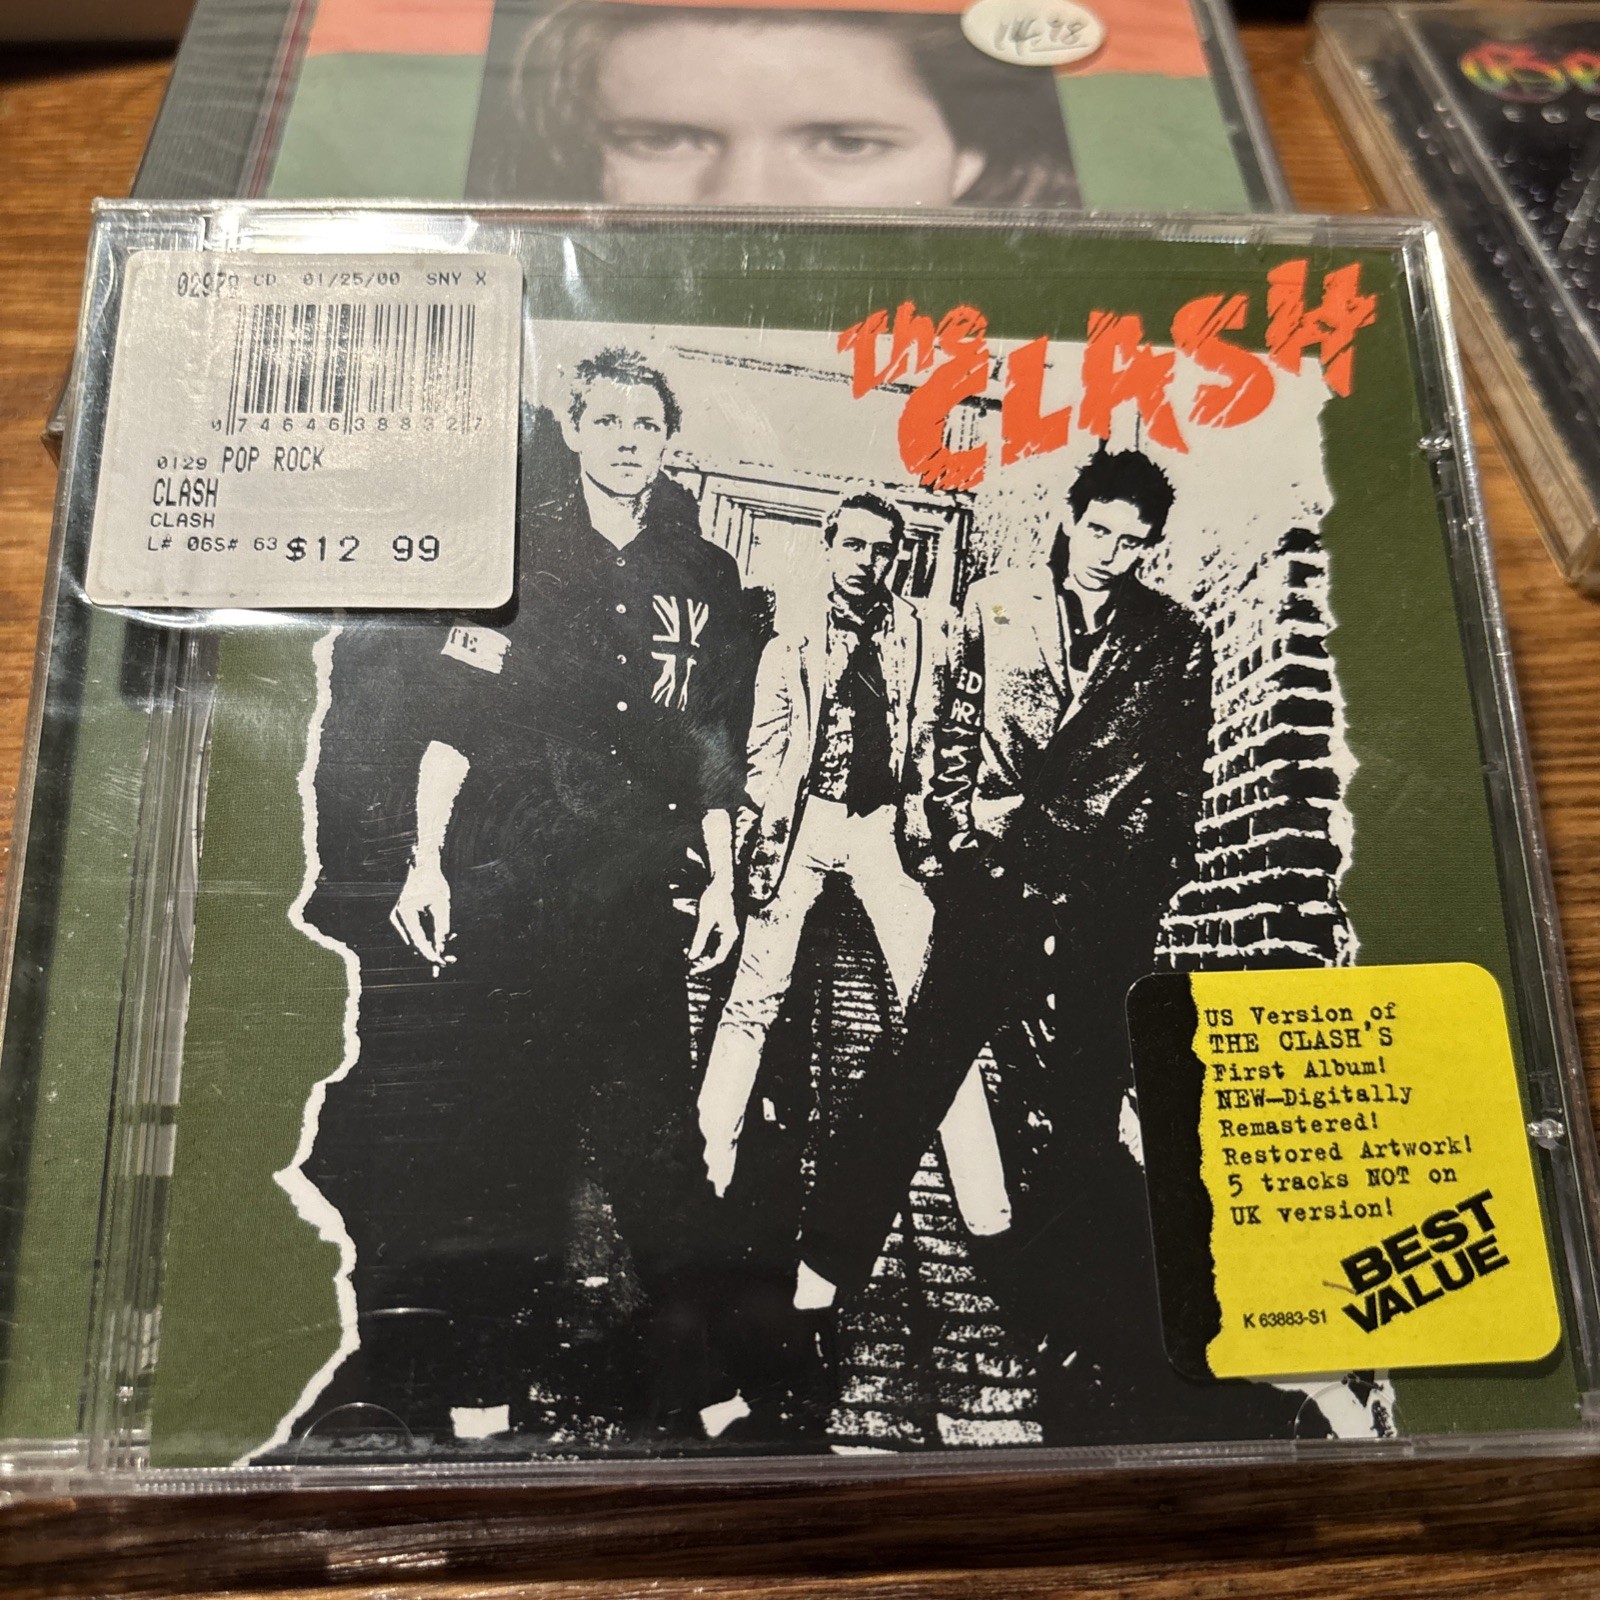 14.98
02979 CD 01/25/00 SNY X
0 74646 38832 7
0129 POP ROCK
CLASH
CLASH
L# 06S# 63 $12 99
The
CLASH
US Version of
THE CLASH'S
First Album!
NEW—Digitally
Remastered!
Restored Artwork!
5 tracks NOT on
UK version!
BEST
VALUE
K 63883-S1